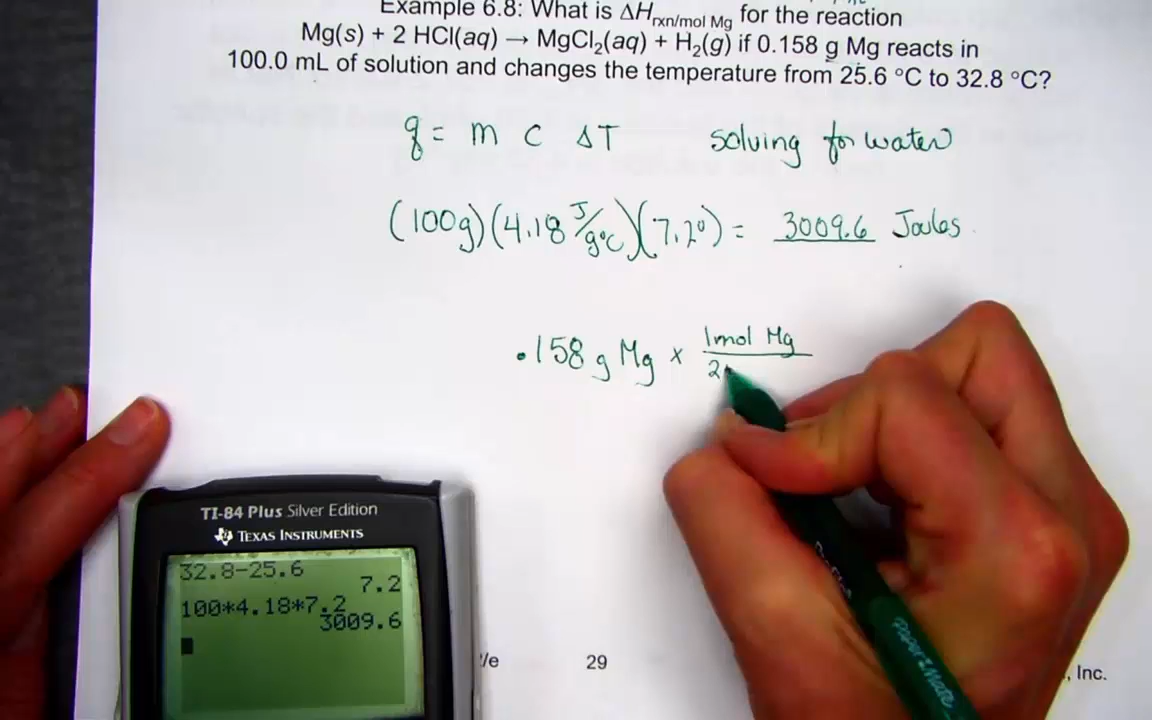 Example 6.8: What is ΔHrxn/mol Mg for the reaction
Mg(s) + 2 HCl(aq) → MgCl₂(aq) + H₂(g) if 0.158 g Mg reacts in
100.0 mL of solution and changes the temperature from 25.6 °C to 32.8 °C?
q = m c ΔT solving for water
(100g)(4.18 J/g°C)(7.2°) = 3009.6 Joules
.158 g Mg x 1mol Mg
2
TI-84 Plus Silver Edition
TEXAS INSTRUMENTS
32.8-25.6
7.2
100*4.18*7.2
3009.6
/e 29 , Inc.
PaperMate